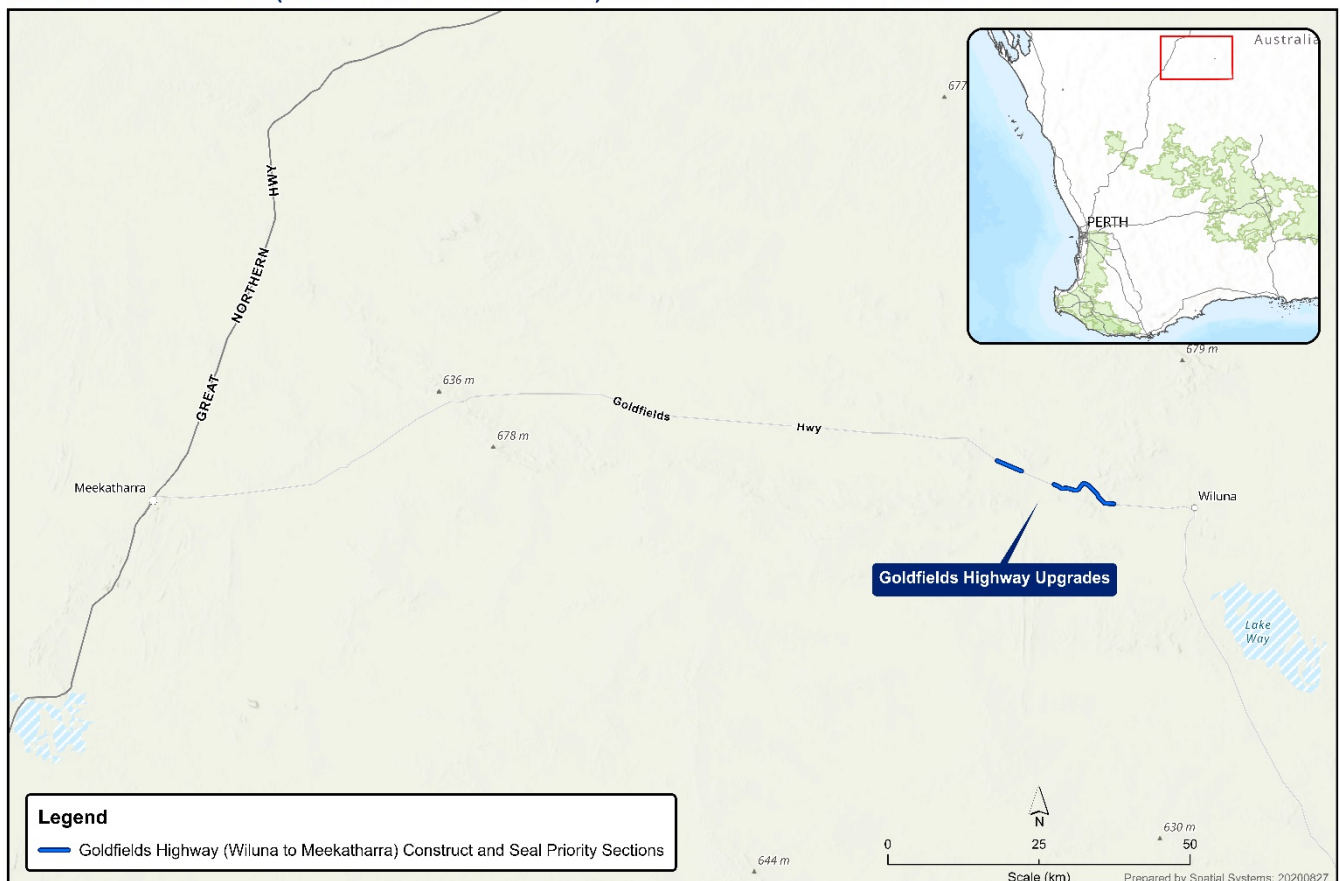 Australia
677
HWY
PERTH
NORTHERN
679 m
636 m
GREAT
Goldfields
Hwy
678 m
Meekatharra
Wiluna
Goldfields Highway Upgrades
Lake
Way
Legend
Goldfields Highway (Wiluna to Meekatharra) Construct and Seal Priority Sections
N
630 m
0 25 50
644 m
Scale (km)
Prepared by Spatial Systems: 20200827